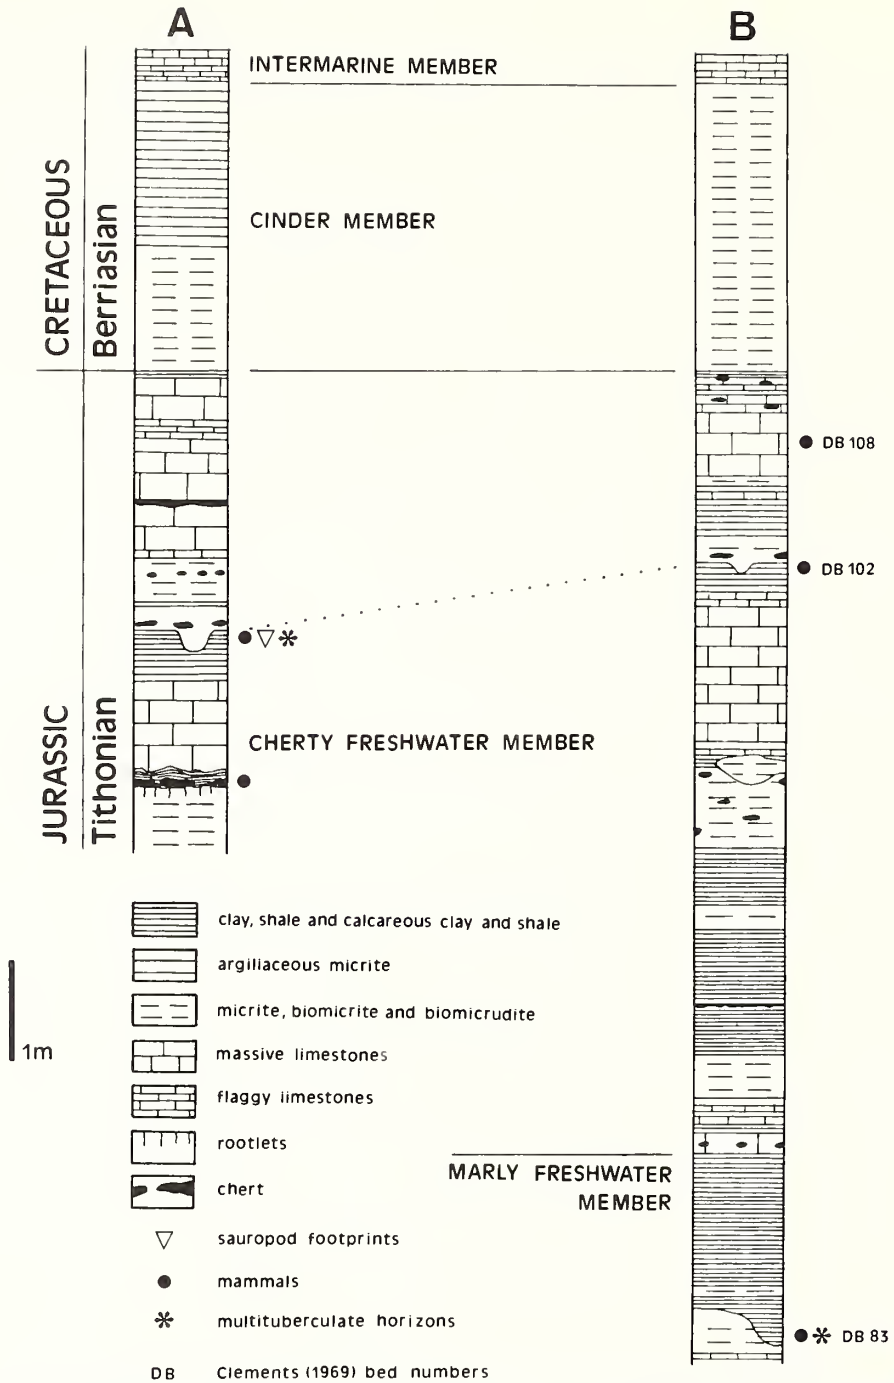 A
B
INTERMARINE MEMBER
CRETACEOUS
Berriasian
CINDER MEMBER
DB 108
DB 102
JURASSIC
Tithonian
CHERTY FRESHWATER MEMBER
clay, shale and calcareous clay and shale
argiliaceous micrite
micrite, biomicrite and biomicrudite
1m
massive limestones
flaggy limestones
rootlets
MARLY FRESHWATER
MEMBER
chert
sauropod footprints
mammals
multituberculate horizons
DB 83
DB Clements (1969) bed numbers